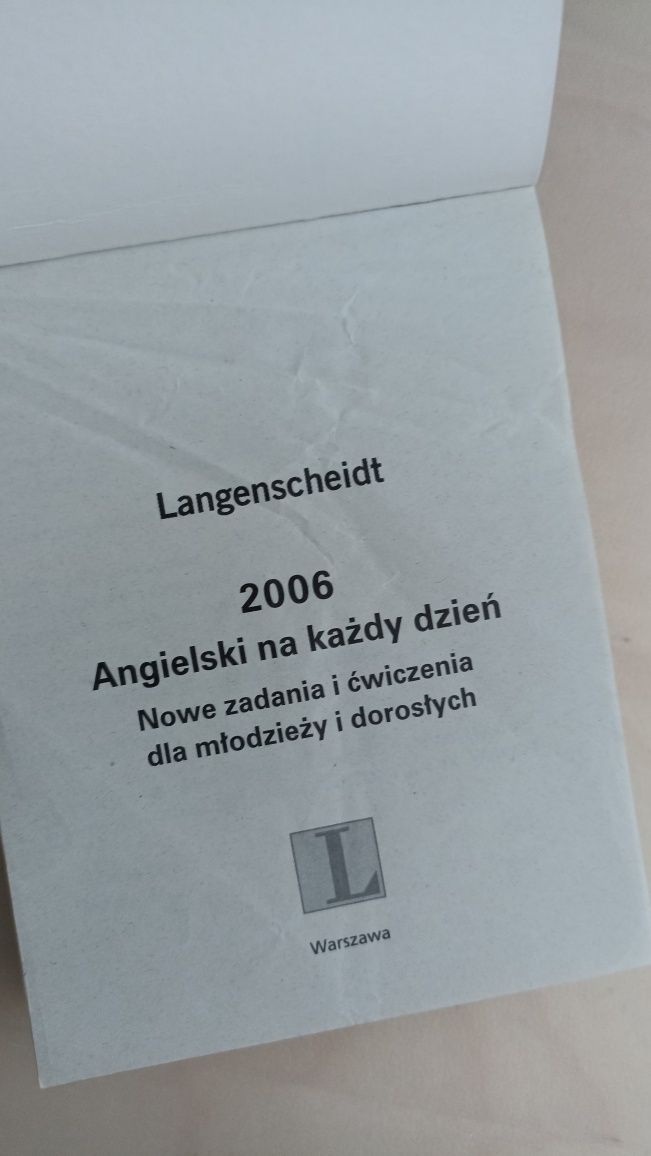 Langenscheidt
2006
Angielski na każdy dzień
Nowe zadania i ćwiczenia
dla młodzieży i dorosłych
L
Warszawa